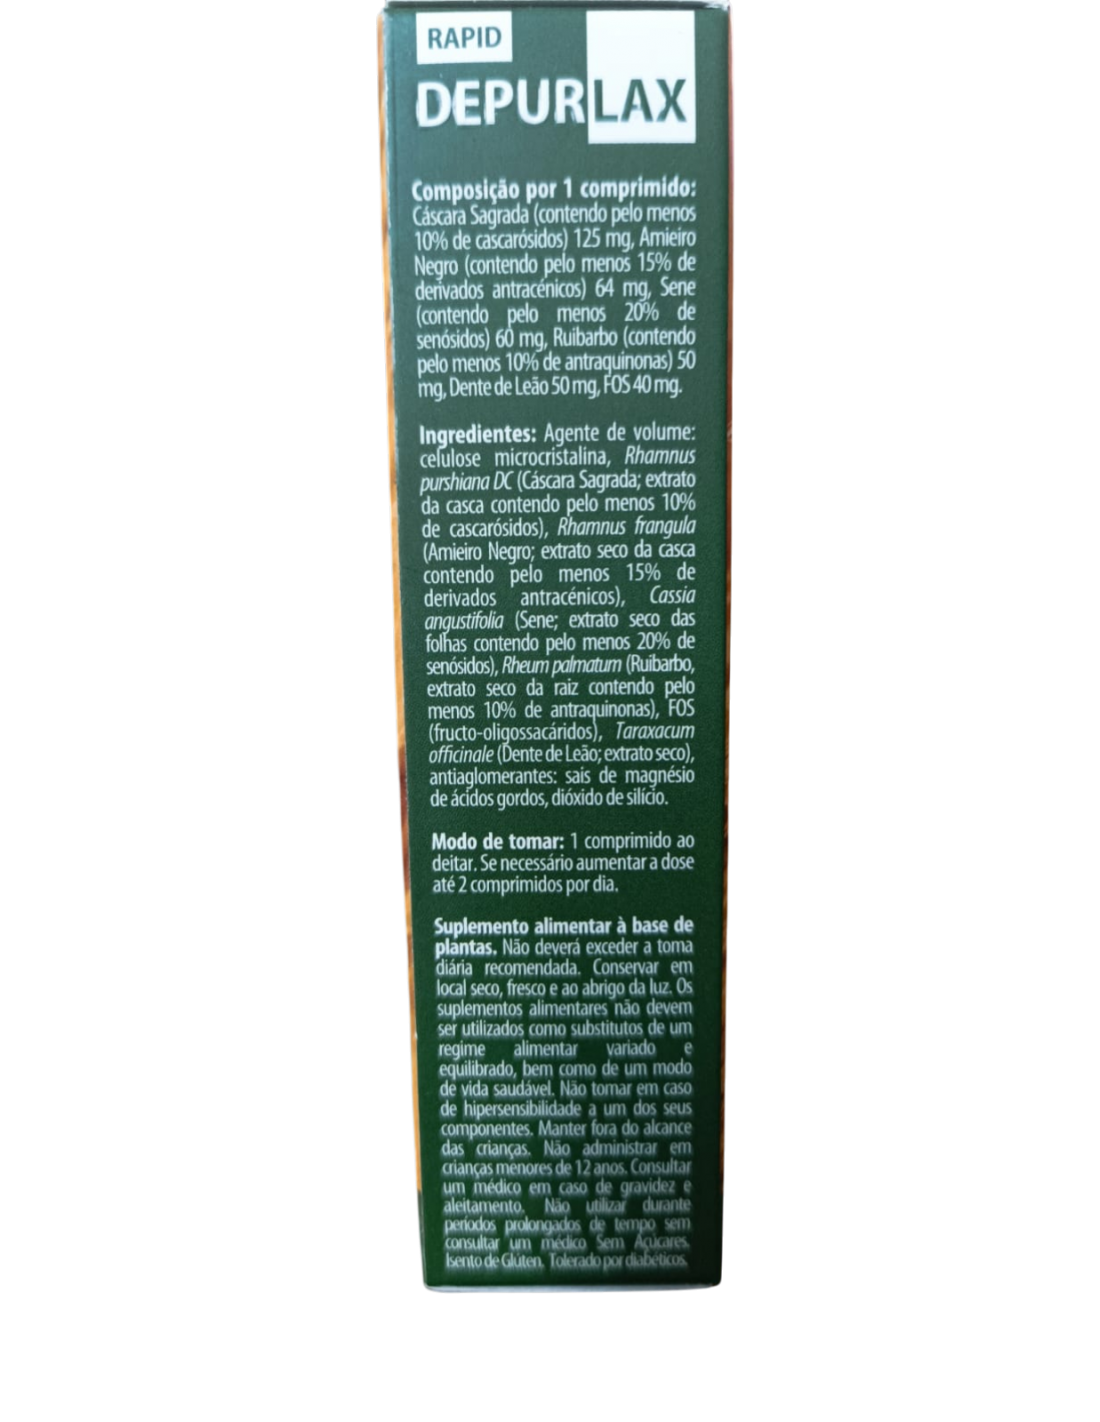 RAPID
DEPURLAX
Composição por 1 comprimido:
Cáscara Sagrada (contendo pelo menos
10% de cascarósidos) 125 mg, Amieiro
Negro (contendo pelo menos 15% de
derivados antracénicos) 64 mg, Sene
(contendo pelo menos 20% de
senósidos) 60 mg, Ruibarbo (contendo
pelo menos 10% de antraquinonas) 50
mg, Dente de Leão 50 mg, FOS 40 mg.
Ingredientes: Agente de volume:
celulose microcristalina, Rhamnus
purshiana DC (Cáscara Sagrada; extrato
da casca contendo pelo menos 10%
de cascarósidos), Rhamnus frangula
(Amieiro Negro; extrato seco da casca
contendo pelo menos 15% de
derivados antracénicos), Cassia
angustifolia (Sene; extrato seco das
folhas contendo pelo menos 20% de
senósidos), Rheum palmatum (Ruibarbo,
extrato seco da raiz contendo pelo
menos 10% de antraquinonas), FOS
(fructo-oligossacáridos), Taraxacum
officinale (Dente de Leão; extrato seco),
antiaglomerantes: sais de magnésio
de ácidos gordos, dióxido de silício.
Modo de tomar: 1 comprimido ao
deitar. Se necessário aumentar a dose
até 2 comprimidos por dia.
Suplemento alimentar à base de
plantas. Não deverá exceder a toma
diária recomendada. Conservar em
local seco, fresco e ao abrigo da luz. Os
suplementos alimentares não devem
ser utilizados como substitutos de um
regime alimentar variado e
equilibrado, bem como de um modo
de vida saudável. Não tomar em caso
de hipersensibilidade a um dos seus
componentes. Manter fora do alcance
das crianças. Não administrar em
crianças menores de 12 anos. Consultar
um médico em caso de gravidez e
aleitamento. Não utilizar durante
períodos prolongados de tempo sem
consultar um médico Sem Açúcares.
Isento de Glúten. Tolerado por diabéticos.